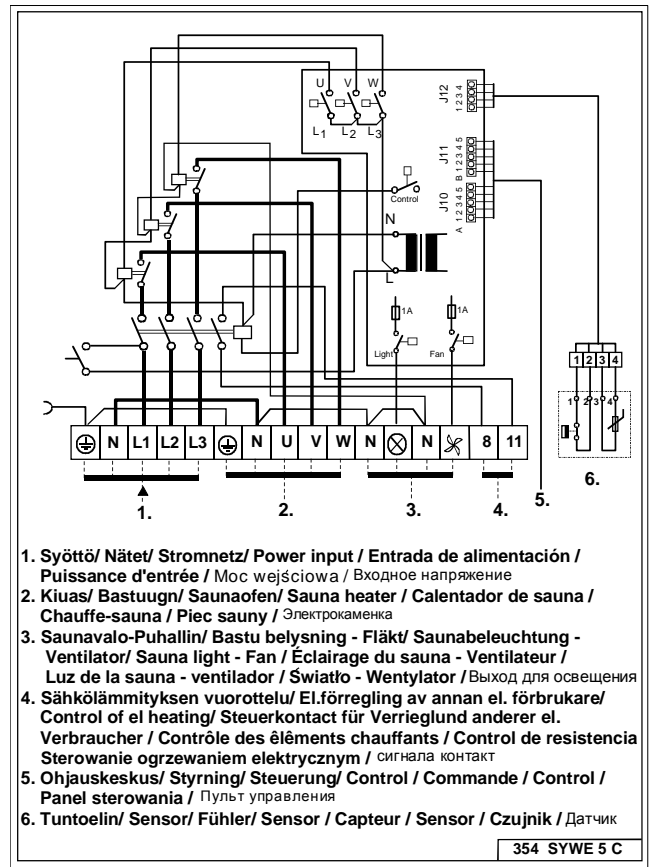 U V W
L1 L2 L3
J12
1 2 3 4
J11
B 1 2 3 4 5
J10
A 1 2 3 4 5
Control
N
L
1A
1A
Light
Fan
1 2 3 4
1 2 3 4
N L1 L2 L3 N U V W N N 8 11
1.
2.
3.
4.
5.
6.
1. Syöttö/ Nätet/ Stromnetz/ Power input / Entrada de alimentación /
Puissance d'entrée / Moc wejściowa / Входное напряжение
2. Kiuas/ Bastuugn/ Saunaofen/ Sauna heater / Calentador de sauna /
Chauffe-sauna / Piec sauny / Электрокаменка
3. Saunavalo-Puhallin/ Bastu belysning - Fläkt/ Saunabeleuchtung -
Ventilator/ Sauna light - Fan / Éclairage du sauna - Ventilateur /
Luz de la sauna - ventilador / Światło - Wentylator / Выход для освещения
4. Sähkölämmityksen vuorottelu/ El.förregling av annan el. förbrukare/
Control of el heating/ Steuerkontact für Verrieglund anderer el.
Verbraucher / Contrôle des êlêments chauffants / Control de resistencia
Sterowanie ogrzewaniem elektrycznym / сигнала контакт
5. Ohjauskeskus/ Styrning/ Steuerung/ Control / Commande / Control /
Panel sterowania / Пульт управления
6. Tuntoelin/ Sensor/ Fühler/ Sensor / Capteur / Sensor / Czujnik / Датчик
354 SYWE 5 C